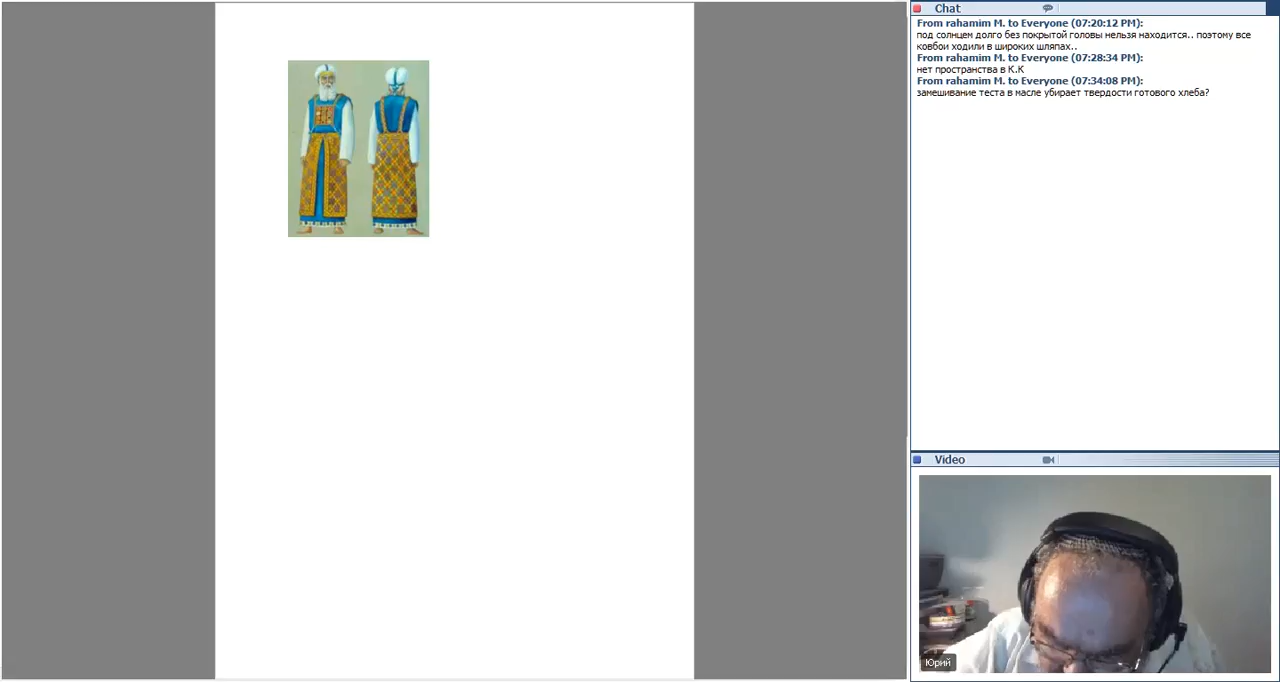 Chat
From rahamim M. to Everyone (07:20:12 PM):
под солнцем долго без покрытой головы нельзя находится.. поэтому все
ковбои ходили в широких шляпах..
From rahamim M. to Everyone (07:28:34 PM):
нет пространства в К.К
From rahamim M. to Everyone (07:34:08 PM):
замешивание теста в масле убирает твердости готового хлеба?
Video
Юрий